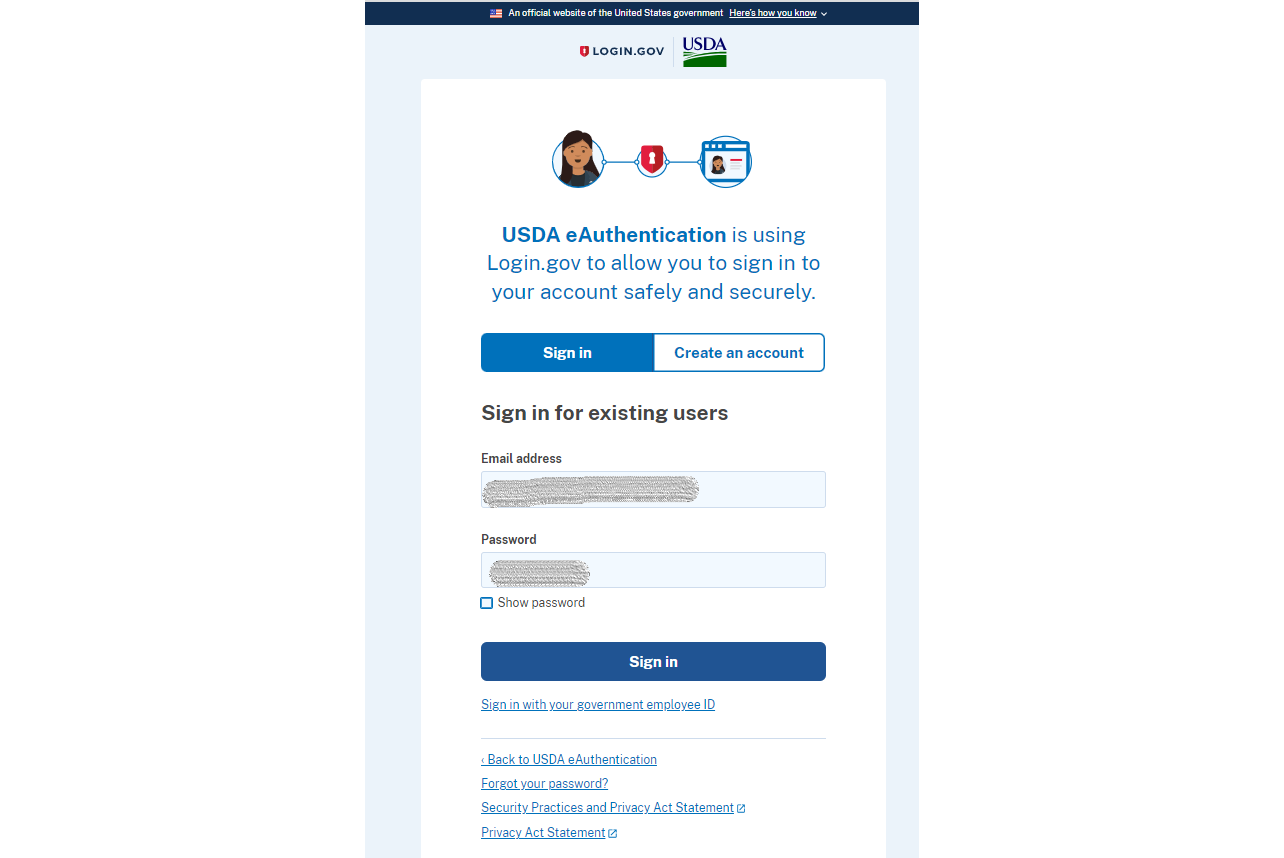 An official website of the United States government Here's how you know
LOGIN.GOV USDA
USDA eAuthentication is using
Login.gov to allow you to sign in to
your account safely and securely.
Sign in Create an account
Sign in for existing users
Email address
Password
Show password
Sign in
Sign in with your government employee ID
‹ Back to USDA eAuthentication
Forgot your password?
Security Practices and Privacy Act Statement
Privacy Act Statement